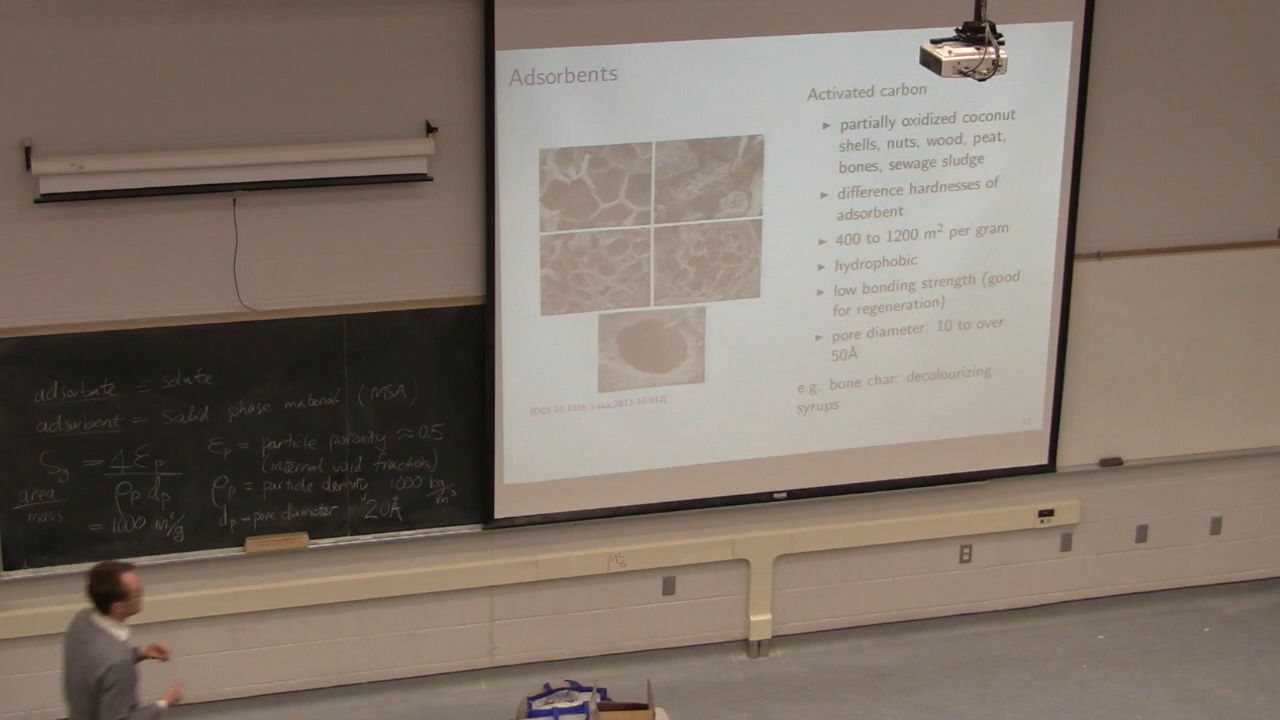 Adsorbents
Activated carbon
▶ partially oxidized coconut
shells, nuts, wood, peat,
bones, sewage sludge
▶ difference hardnesses of
adsorbent
▶ 400 to 1200 m² per gram
▶ hydrophobic
▶ low bonding strength (good
for regeneration)
▶ pore diameter: 10 to over
50Å
e.g. bone char: decolourizing
syrups
adsorbate = solute
adsorbent = solid phase material (MSA)
Sg = 4εp / ρp dp
area / mass
= 1000 m²/g
εp = particle porosity ≈ 0.5
(internal void fraction)
ρp = particle density 1000 kg/m³
dp = pore diameter 20Å